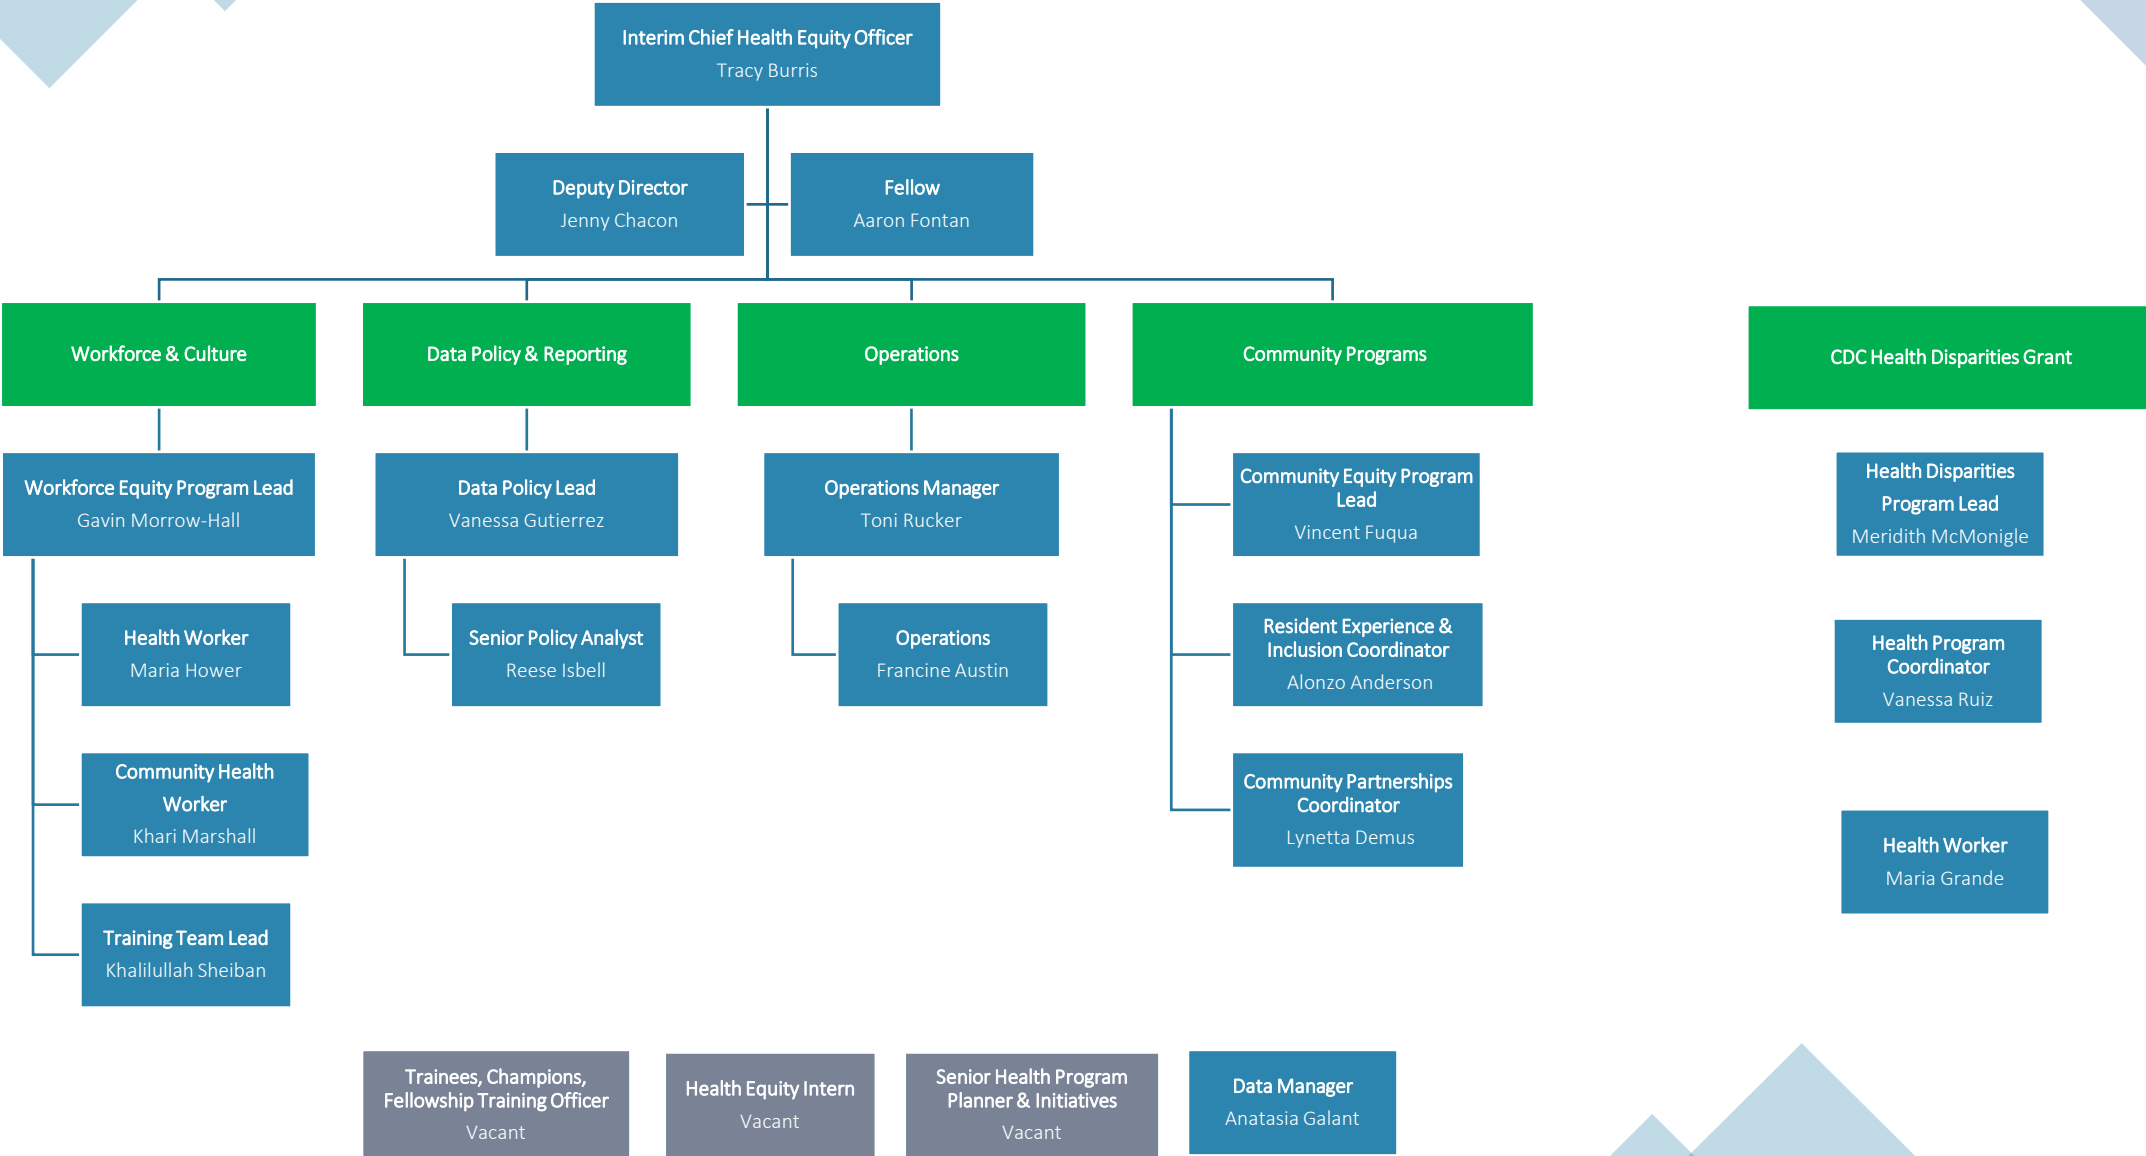 Interim Chief Health Equity Officer
Tracy Burris
Deputy Director
Jenny Chacon
Fellow
Aaron Fontan
Workforce & Culture
Data Policy & Reporting
Operations
Community Programs
CDC Health Disparities Grant
Workforce Equity Program Lead
Gavin Morrow-Hall
Health Worker
Maria Hower
Community Health
Worker
Khari Marshall
Training Team Lead
Khalilullah Sheiban
Data Policy Lead
Vanessa Gutierrez
Senior Policy Analyst
Reese Isbell
Operations Manager
Toni Rucker
Operations
Francine Austin
Community Equity Program
Lead
Vincent Fuqua
Resident Experience &
Inclusion Coordinator
Alonzo Anderson
Community Partnerships
Coordinator
Lynetta Demus
Health Disparities
Program Lead
Meridith McMonigle
Health Program
Coordinator
Vanessa Ruiz
Health Worker
Maria Grande
Trainees, Champions,
Fellowship Training Officer
Vacant
Health Equity Intern
Vacant
Senior Health Program
Planner & Initiatives
Vacant
Data Manager
Anatasia Galant